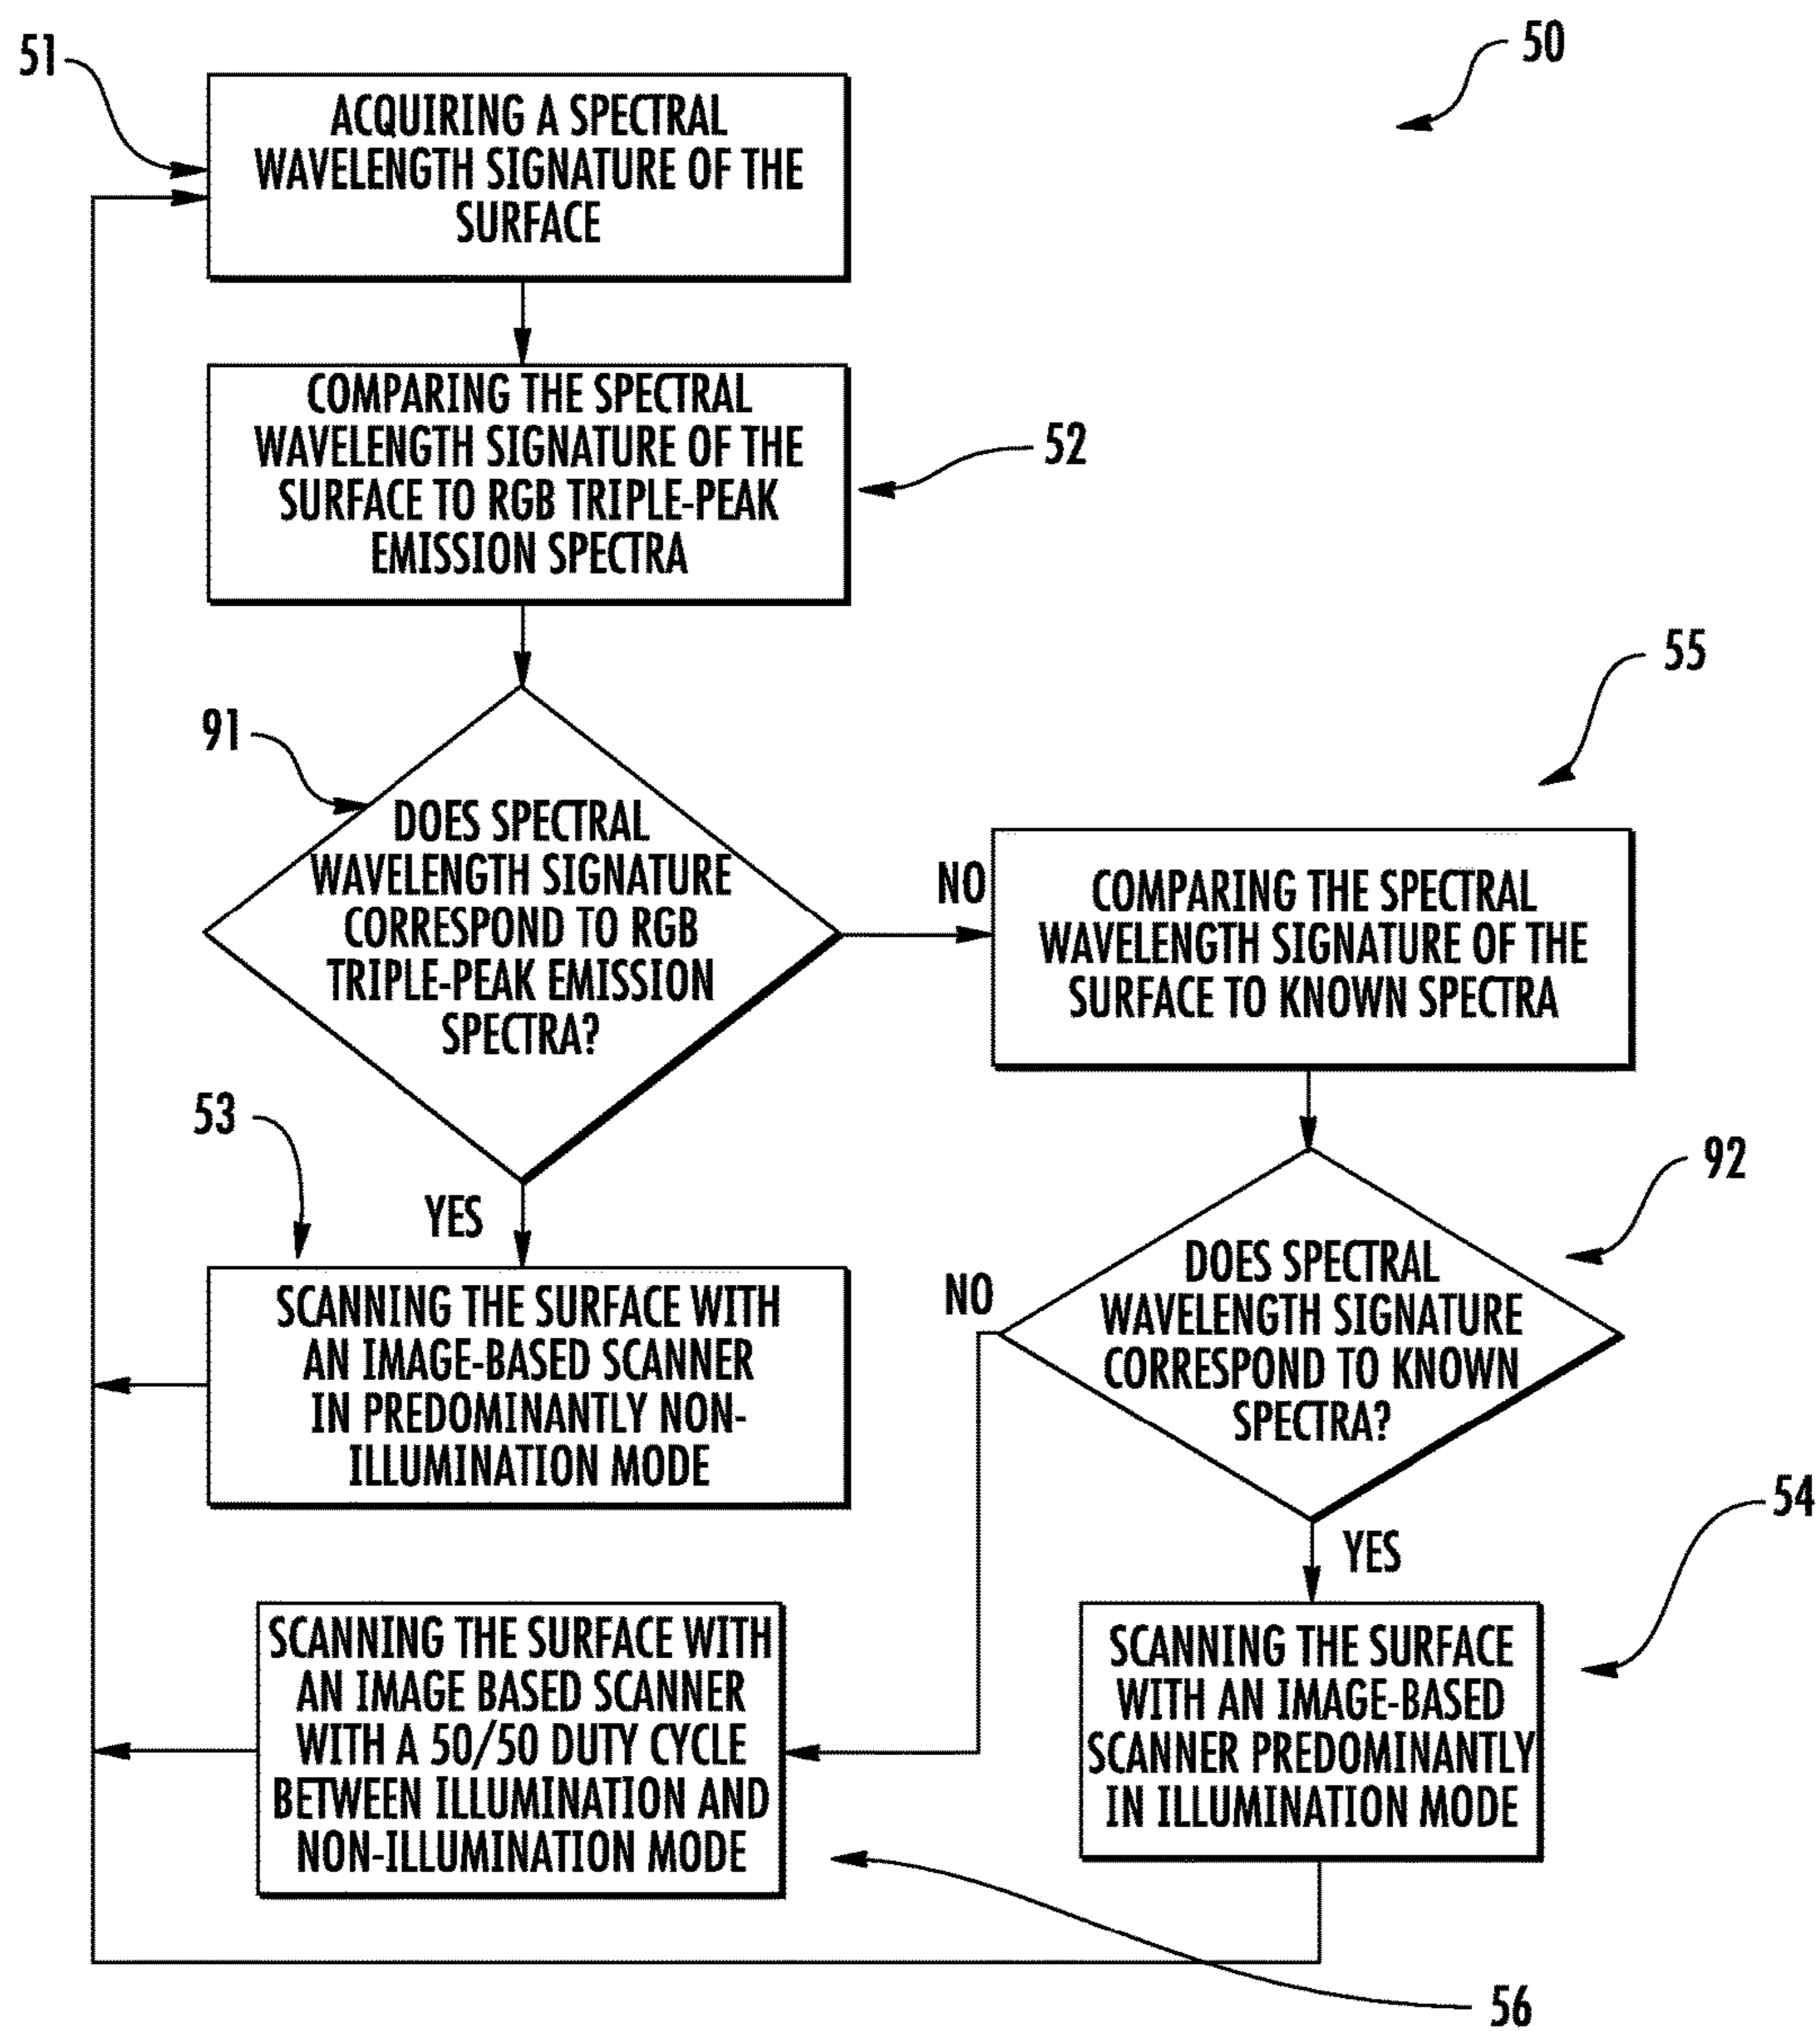 50
51
ACQUIRING A SPECTRAL
WAVELENGTH SIGNATURE OF THE
SURFACE
COMPARING THE SPECTRAL
WAVELENGTH SIGNATURE OF THE
SURFACE TO RGB TRIPLE-PEAK
EMISSION SPECTRA
52
91
DOES SPECTRAL
WAVELENGTH SIGNATURE
CORRESPOND TO RGB
TRIPLE-PEAK EMISSION
SPECTRA?
NO
55
COMPARING THE SPECTRAL
WAVELENGTH SIGNATURE OF THE
SURFACE TO KNOWN SPECTRA
53
YES
SCANNING THE SURFACE WITH
AN IMAGE-BASED SCANNER
IN PREDOMINANTLY NON-
ILLUMINATION MODE
92
DOES SPECTRAL
WAVELENGTH SIGNATURE
CORRESPOND TO KNOWN
SPECTRA?
NO
YES
54
SCANNING THE SURFACE WITH
AN IMAGE BASED SCANNER
WITH A 50/50 DUTY CYCLE
BETWEEN ILLUMINATION AND
NON-ILLUMINATION MODE
SCANNING THE SURFACE
WITH AN IMAGE-BASED
SCANNER PREDOMINANTLY
IN ILLUMINATION MODE
56